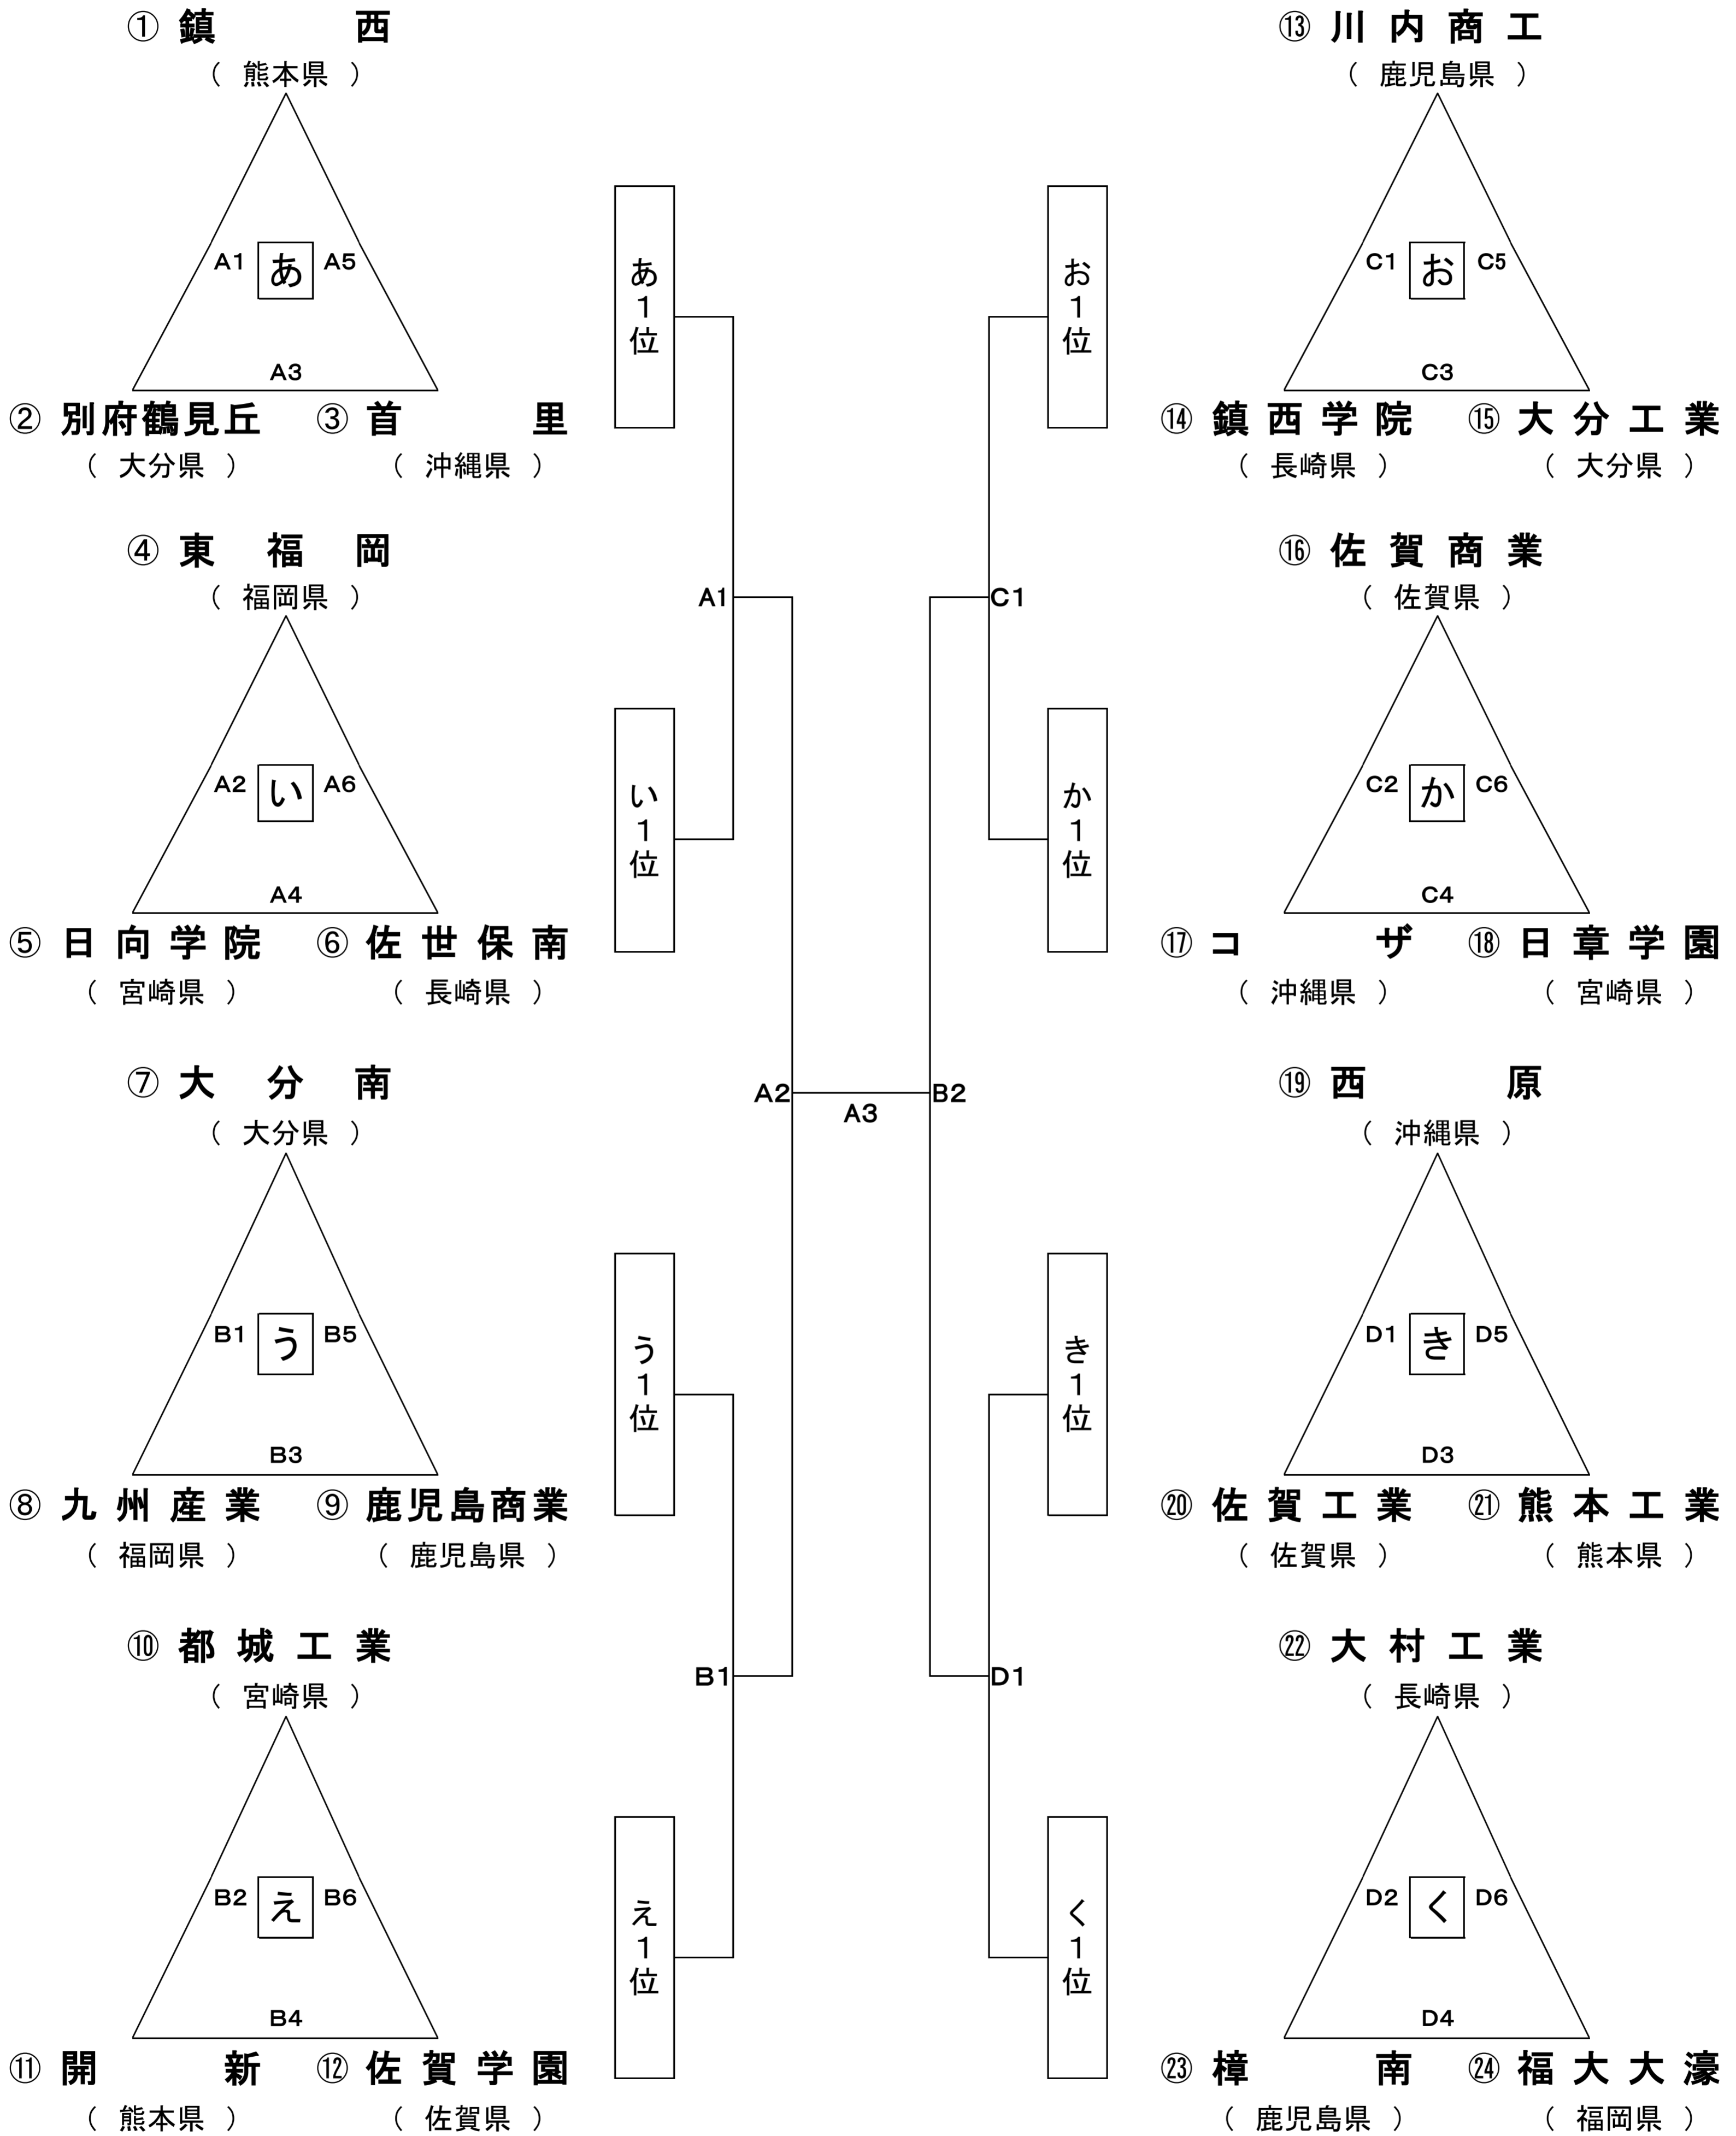 ① 鎮西
（ 熊本県 ）
A1 あ A5
A3
② 別府鶴見丘 ③ 首里
（ 大分県 ） （ 沖縄県 ）
④ 東福岡
（ 福岡県 ）
A2 い A6
A4
⑤ 日向学院 ⑥ 佐世保南
（ 宮崎県 ） （ 長崎県 ）
⑦ 大分南
（ 大分県 ）
B1 う B5
B3
⑧ 九州産業 ⑨ 鹿児島商業
（ 福岡県 ） （ 鹿児島県 ）
⑩ 都城工業
（ 宮崎県 ）
B2 え B6
B4
⑪ 開新 ⑫ 佐賀学園
（ 熊本県 ） （ 佐賀県 ）
あ1位
い1位
う1位
え1位
A1
B1
A2
A3
B2
C1
D1
お1位
か1位
き1位
く1位
⑬ 川内商工
（ 鹿児島県 ）
C1 お C5
C3
⑭ 鎮西学院 ⑮ 大分工業
（ 長崎県 ） （ 大分県 ）
⑯ 佐賀商業
（ 佐賀県 ）
C2 か C6
C4
⑰ コザ ⑱ 日章学園
（ 沖縄県 ） （ 宮崎県 ）
⑲ 西原
（ 沖縄県 ）
D1 き D5
D3
⑳ 佐賀工業 ㉑ 熊本工業
（ 佐賀県 ） （ 熊本県 ）
㉒ 大村工業
（ 長崎県 ）
D2 く D6
D4
㉓ 樟南 ㉔ 福大大濠
（ 鹿児島県 ） （ 福岡県 ）